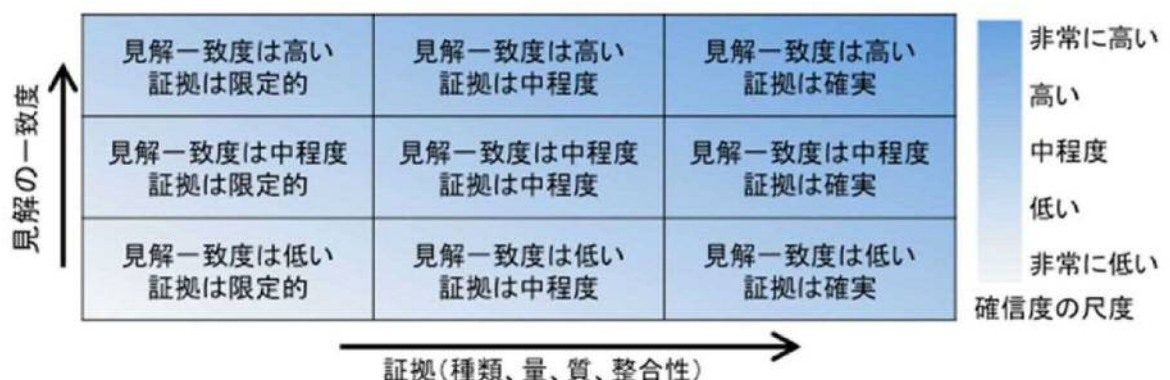 見解一致度は高い
証拠は限定的
見解一致度は高い
証拠は中程度
見解一致度は高い
証拠は確実
見解一致度は中程度
証拠は限定的
見解一致度は中程度
証拠は中程度
見解一致度は中程度
証拠は確実
見解一致度は低い
証拠は限定的
見解一致度は低い
証拠は中程度
見解一致度は低い
証拠は確実
見解の一致度
証拠(種類、量、質、整合性)
非常に高い
高い
中程度
低い
非常に低い
確信度の尺度